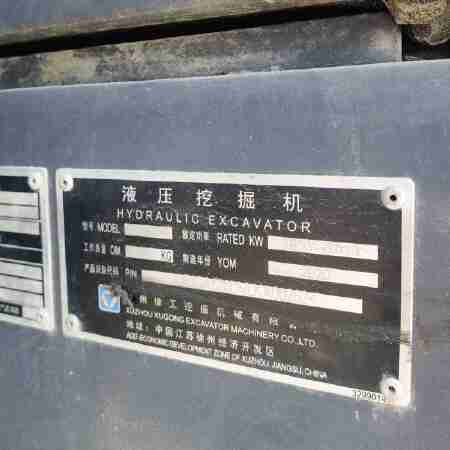 液压挖掘机
HYDRAULIC EXCAVATOR
型号 MODEL 额定功率 RATED KW
工作质量 OM KG 制造年份 YOM
产品识别代码 PIN
徐州徐工挖掘机械有限公司
XUZHOU XUGONG EXCAVATOR MACHINERY CO.,LTD.
地址：中国江苏徐州经济开发区
ADD:ECONOMIC DEVELOPMENT ZONE OF XUZHOU JIANGSU,CHINA